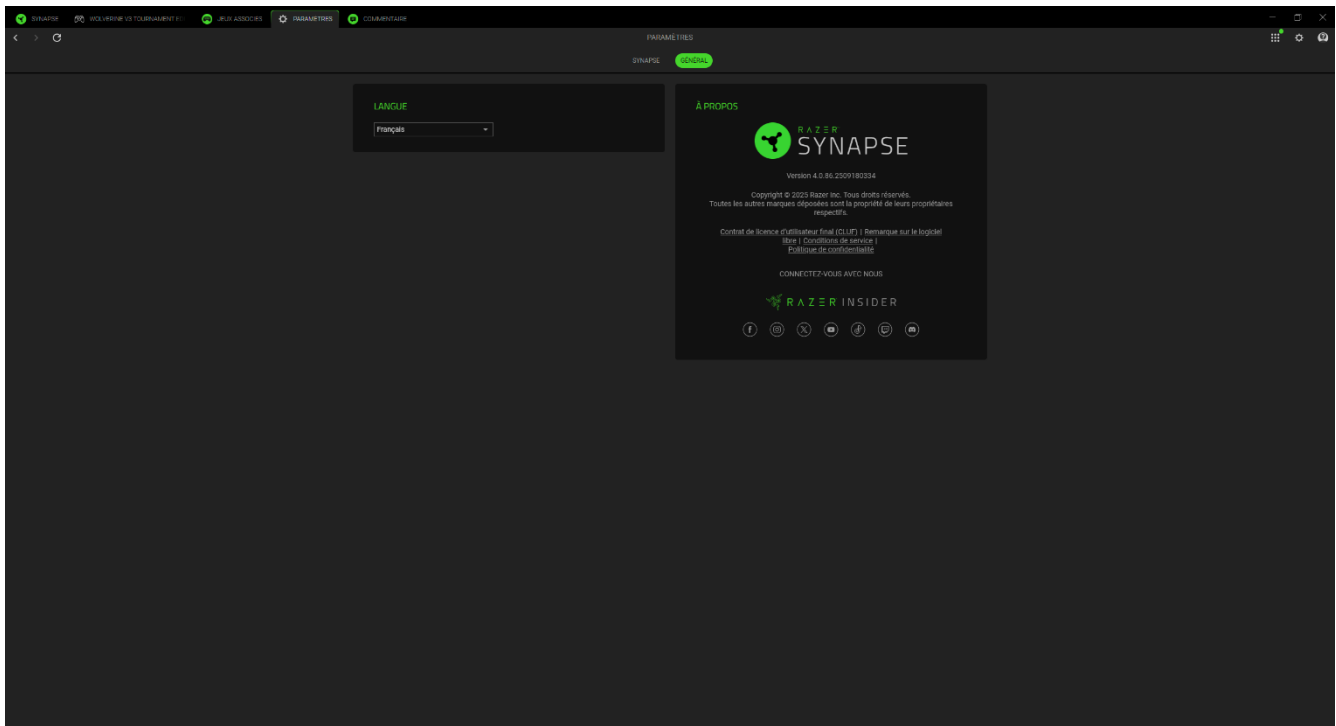 SYNAPSE
WOLVERINE V3 TOURNAMENT
JEUX ASSOCIÉS
PARAMÈTRES
COMMENTAIRE
PARAMÈTRES
SYNAPSE
GÉNÉRAL
LANGUE
Français
À PROPOS
RAZER
SYNAPSE
Version 4.0.86.2509180334
Copyright © 2025 Razer Inc. Tous droits réservés.
Toutes les autres marques déposées sont la propriété de leurs propriétaires
respectifs.
Contrat de licence d'utilisateur final (CLUF) | Remarque sur le logiciel
libre | Conditions de service |
Politique de confidentialité
CONNECTEZ-VOUS AVEC NOUS
RAZER INSIDER